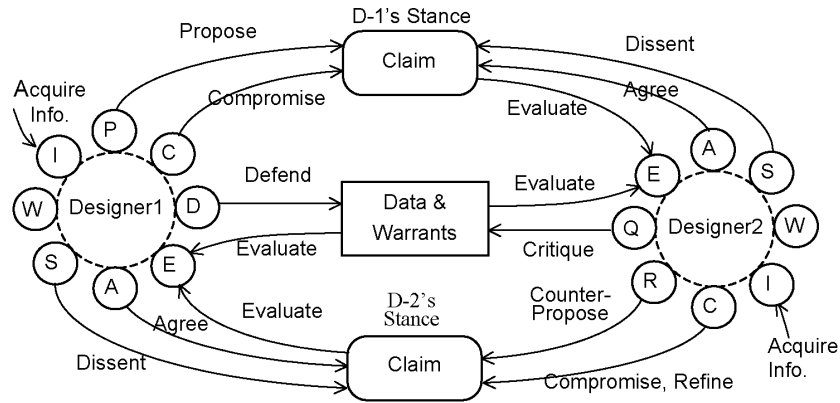 D-1's Stance
Propose
Claim
Dissent
Acquire
Info.
Compromise
Agree
Evaluate
P
I
C
A
E
S
W
Designer1
D
Defend
Data &
Warrants
Evaluate
Q
Designer2
W
Evaluate
Critique
S
A
E
R
C
I
D-2's
Stance
Counter-
Propose
Evaluate
Agree
Dissent
Claim
Acquire
Info.
Compromise, Refine